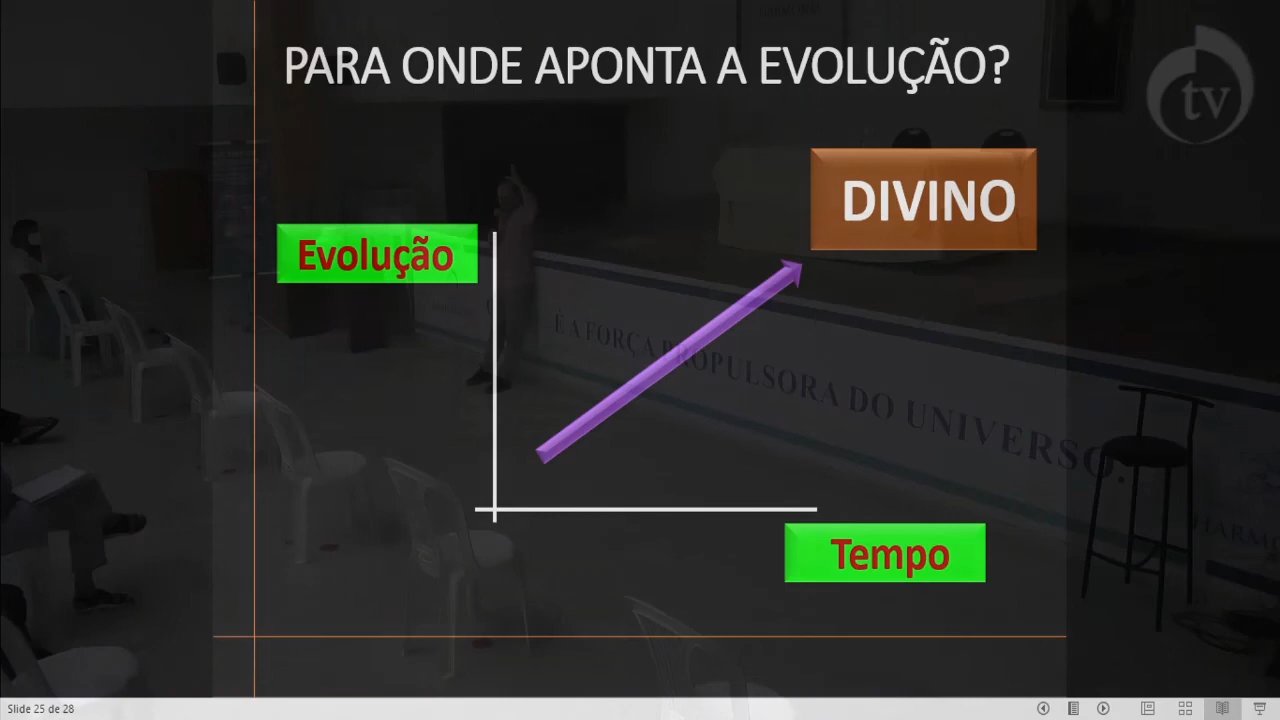 PARA ONDE APONTA A EVOLUÇÃO?
tv
DIVINO
Evolução
É A FORÇA PROPULSORA DO UNIVERSO.
Tempo
Slide 25 de 28